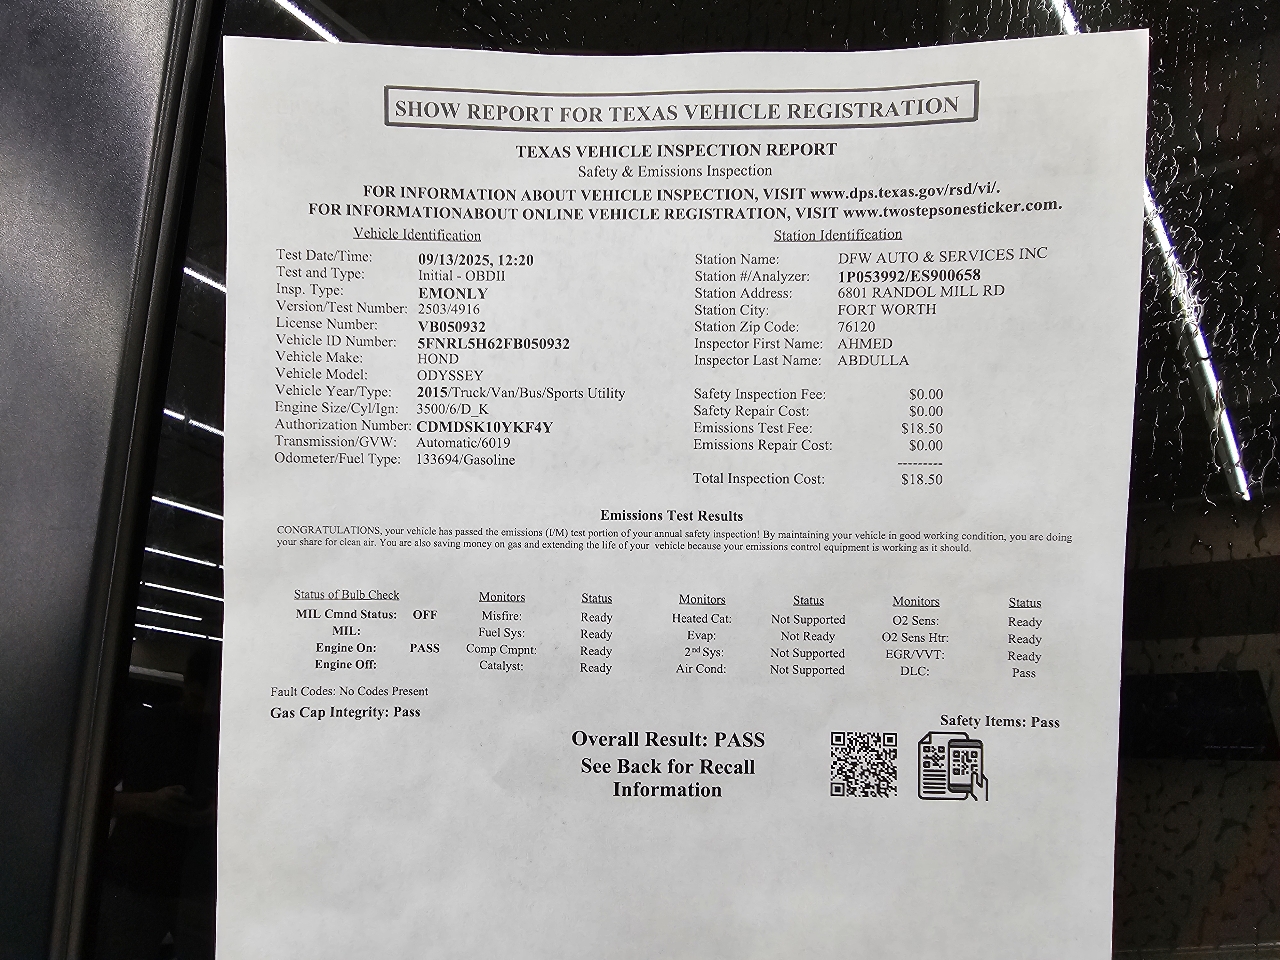 SHOW REPORT FOR TEXAS VEHICLE REGISTRATION
TEXAS VEHICLE INSPECTION REPORT
Safety & Emissions Inspection
FOR INFORMATION ABOUT VEHICLE INSPECTION, VISIT www.dps.texas.gov/rsd/vi/.
FOR INFORMATIONABOUT ONLINE VEHICLE REGISTRATION, VISIT www.twostepsonesticker.com.
Vehicle Identification
Test Date/Time: 09/13/2025, 12:20
Test and Type: Initial - OBDII
Insp. Type: EMONLY
Version/Test Number: 2503/4916
License Number: VB050932
Vehicle ID Number: 5FNRL5H62FB050932
Vehicle Make: HOND
Vehicle Model: ODYSSEY
Vehicle Year/Type: 2015/Truck/Van/Bus/Sports Utility
Engine Size/Cyl/Ign: 3500/6/D_K
Authorization Number: CDMDSK10YKF4Y
Transmission/GVW: Automatic/6019
Odometer/Fuel Type: 133694/Gasoline
Station Identification
Station Name: DFW AUTO & SERVICES INC
Station #/Analyzer: 1P053992/ES900658
Station Address: 6801 RANDOL MILL RD
Station City: FORT WORTH
Station Zip Code: 76120
Inspector First Name: AHMED
Inspector Last Name: ABDULLA
Safety Inspection Fee: $0.00
Safety Repair Cost: $0.00
Emissions Test Fee: $18.50
Emissions Repair Cost: $0.00
---------
Total Inspection Cost: $18.50
Emissions Test Results
CONGRATULATIONS, your vehicle has passed the emissions (I/M) test portion of your annual safety inspection! By maintaining your vehicle in good working condition, you are doing
your share for clean air. You are also saving money on gas and extending the life of your vehicle because your emissions control equipment is working as it should.
Status of Bulb Check Monitors Status Monitors Status Monitors Status
MIL Cmnd Status: OFF Misfire: Ready Heated Cat: Not Supported O2 Sens: Ready
MIL: Fuel Sys: Ready Evap: Not Ready O2 Sens Htr: Ready
Engine On: PASS Comp Cmpnt: Ready 2nd Sys: Not Supported EGR/VVT: Ready
Engine Off: Catalyst: Ready Air Cond: Not Supported DLC: Pass
Fault Codes: No Codes Present
Gas Cap Integrity: Pass
Safety Items: Pass
Overall Result: PASS
See Back for Recall
Information